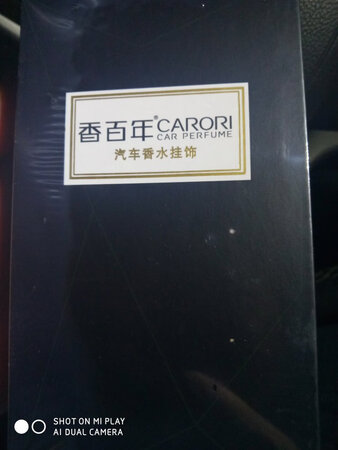 香百年®CARORI
CAR PERFUME
汽车香水挂饰
SHOT ON MI PLAY
AI DUAL CAMERA